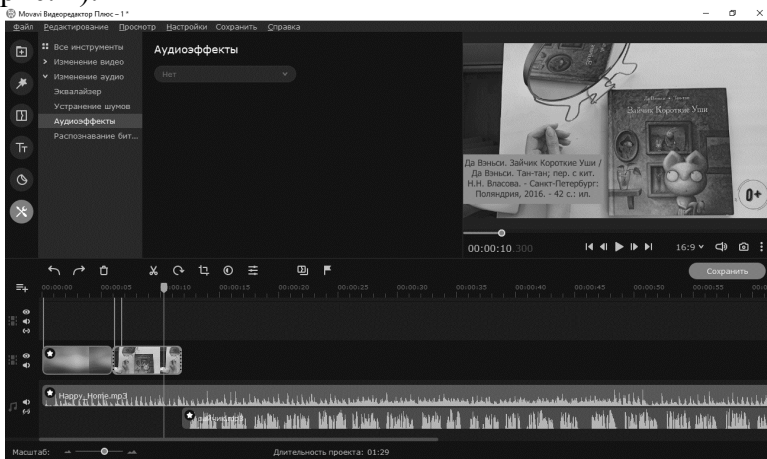 Movavi Видеоредактор Плюс – 1*
Файл Редактирование Просмотр Настройки Сохранить Справка
Все инструменты
Изменение видео
Изменение аудио
Эквалайзер
Устранение шумов
Аудиоэффекты
Распознавание бит...
Аудиоэффекты
Нет
Да Вэньси
Зайчик Короткие Уши
Да Вэньси. Зайчик Короткие Уши /
Да Вэньси. Тан-тан; пер. с кит.
Н.Н. Власова. - Санкт-Петербург:
Поляндрия, 2016. - 42 с.: ил.
0+
00:00:10.300
16:9
Сохранить
00:00:00 00:00:05 00:00:10 00:00:15 00:00:20 00:00:25 00:00:30 00:00:35 00:00:40 00:00:45 00:00:50 00:00:55
Happy_Home.mp3
Масштаб:
Длительность проекта: 01:29